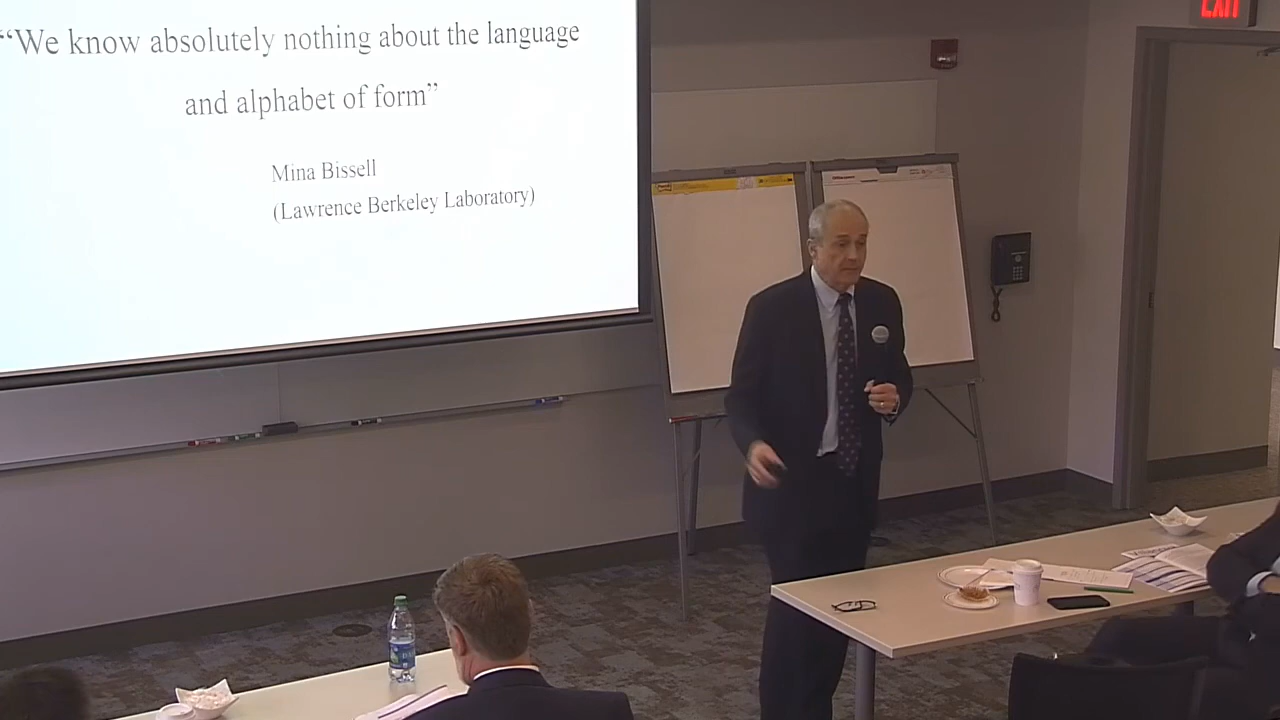 “We know absolutely nothing about the language
and alphabet of form”
Mina Bissell
(Lawrence Berkeley Laboratory)
EXIT